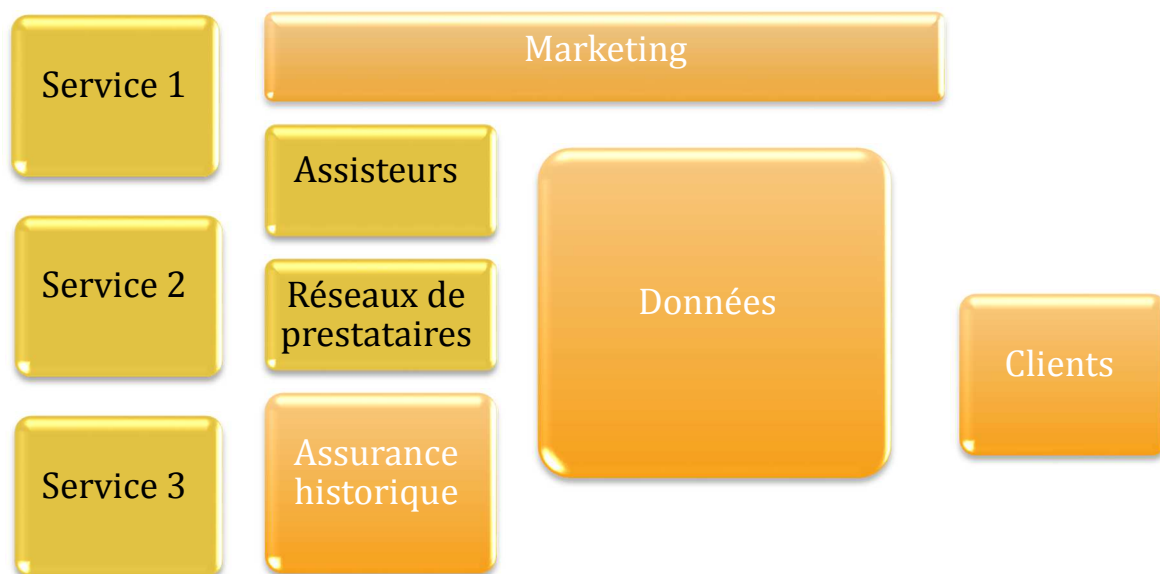 Service 1
Service 2
Service 3
Marketing
Assisteurs
Réseaux de
prestataires
Assurance
historique
Données
Clients